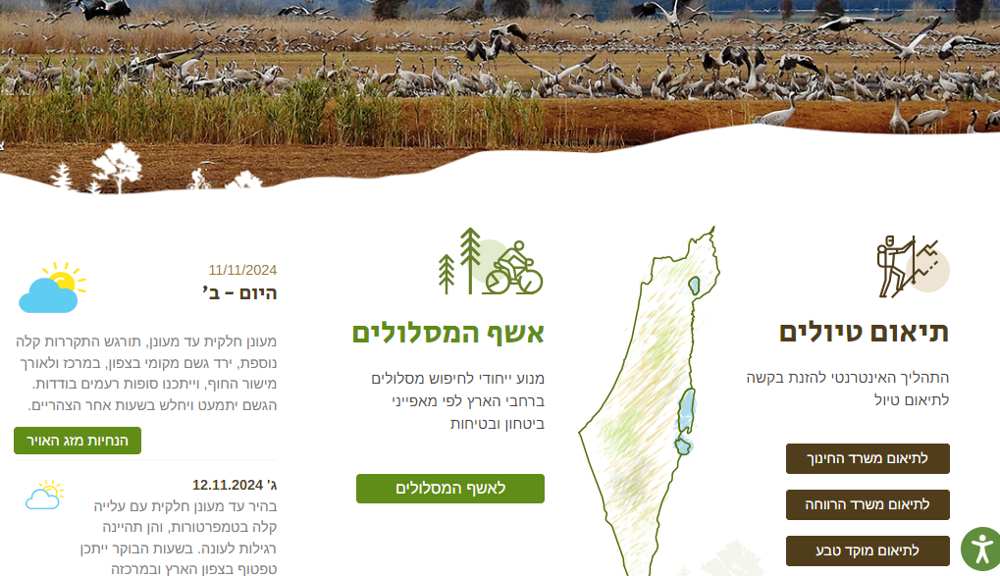 תיאום טיולים
התהליך האינטרנטי להזנת בקשה
לתיאום טיול
לתיאום משרד החינוך
לתיאום משרד הרווחה
לתיאום מוקד טבע
אשף המסלולים
מנוע ייחודי לחיפוש מסלולים
ברחבי הארץ לפי מאפייני
ביטחון ובטיחות
לאשף המסלולים
11/11/2024
היום - ב'
מעונן חלקית עד מעונן, תורגש התקררות קלה
נוספת, ירד גשם מקומי בצפון, במרכז ולאורך
מישור החוף, וייתכנו סופות רעמים בודדות.
הגשם יתמעט ויחלש בשעות אחר הצהריים.
הנחיות מזג האויר
ג' 12.11.2024
בהיר עד מעונן חלקית עם עלייה
קלה בטמפרטורות, והן תהיינה
רגילות לעונה. בשעות הבוקר ייתכן
טפטוף בצפון הארץ ובמרכזה